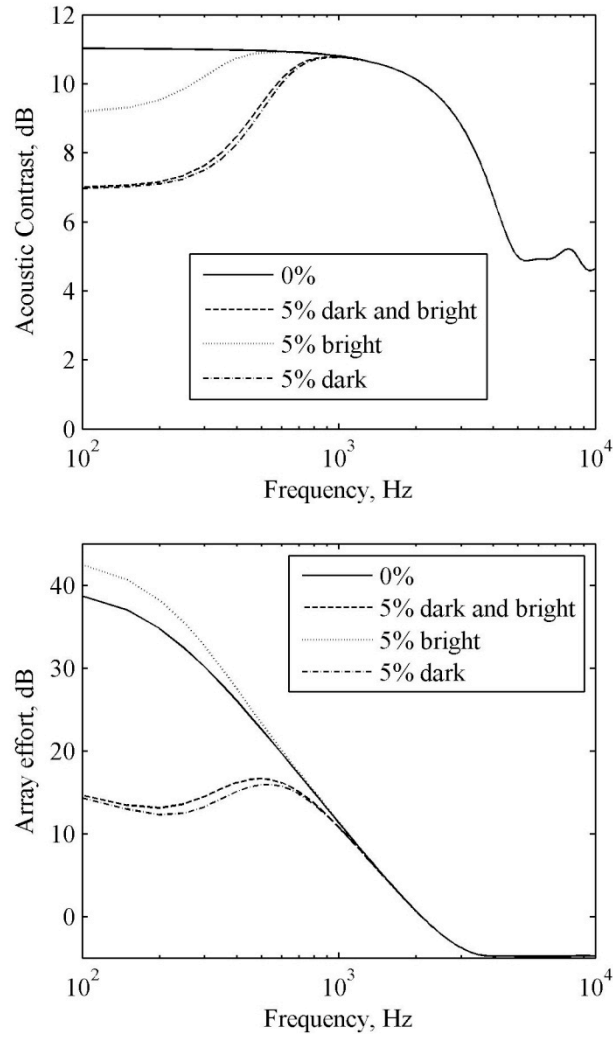 12
10
8
6
4
2
0
Acoustic Contrast, dB
0%
5% dark and bright
5% bright
5% dark
10^2
10^3
10^4
Frequency, Hz
40
30
20
10
0
Array effort, dB
0%
5% dark and bright
5% bright
5% dark
10^2
10^3
10^4
Frequency, Hz